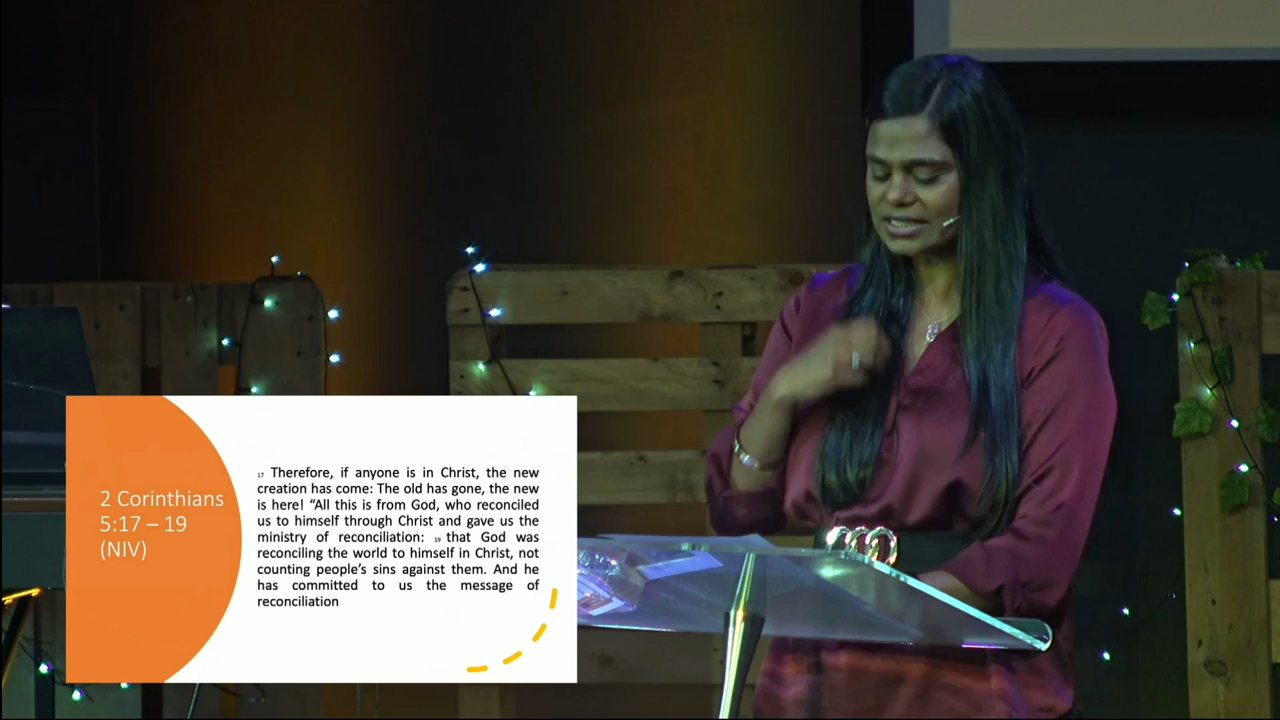 2 Corinthians
5:17 – 19
(NIV)
17 Therefore, if anyone is in Christ, the new
creation has come: The old has gone, the new
is here! “All this is from God, who reconciled
us to himself through Christ and gave us the
ministry of reconciliation: 19 that God was
reconciling the world to himself in Christ, not
counting people’s sins against them. And he
has committed to us the message of
reconciliation